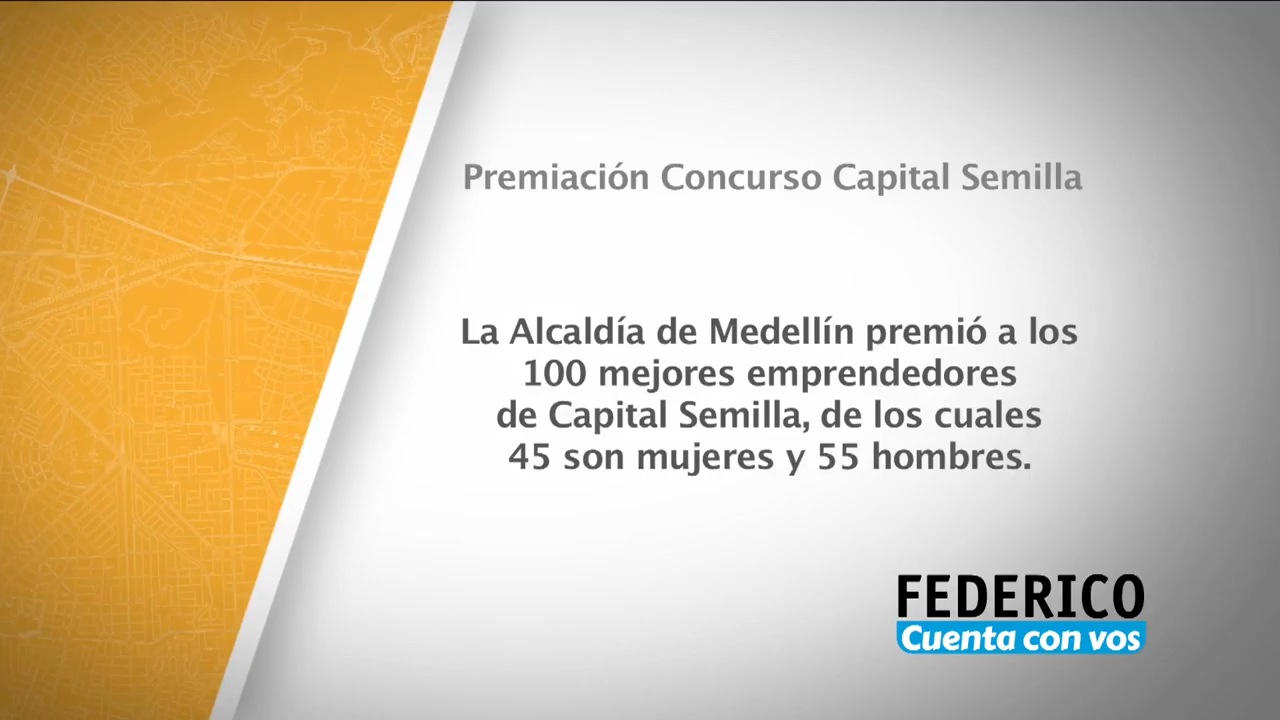 Premiación Concurso Capital Semilla
La Alcaldía de Medellín premió a los
100 mejores emprendedores
de Capital Semilla, de los cuales
45 son mujeres y 55 hombres.
FEDERICO
Cuenta con vos